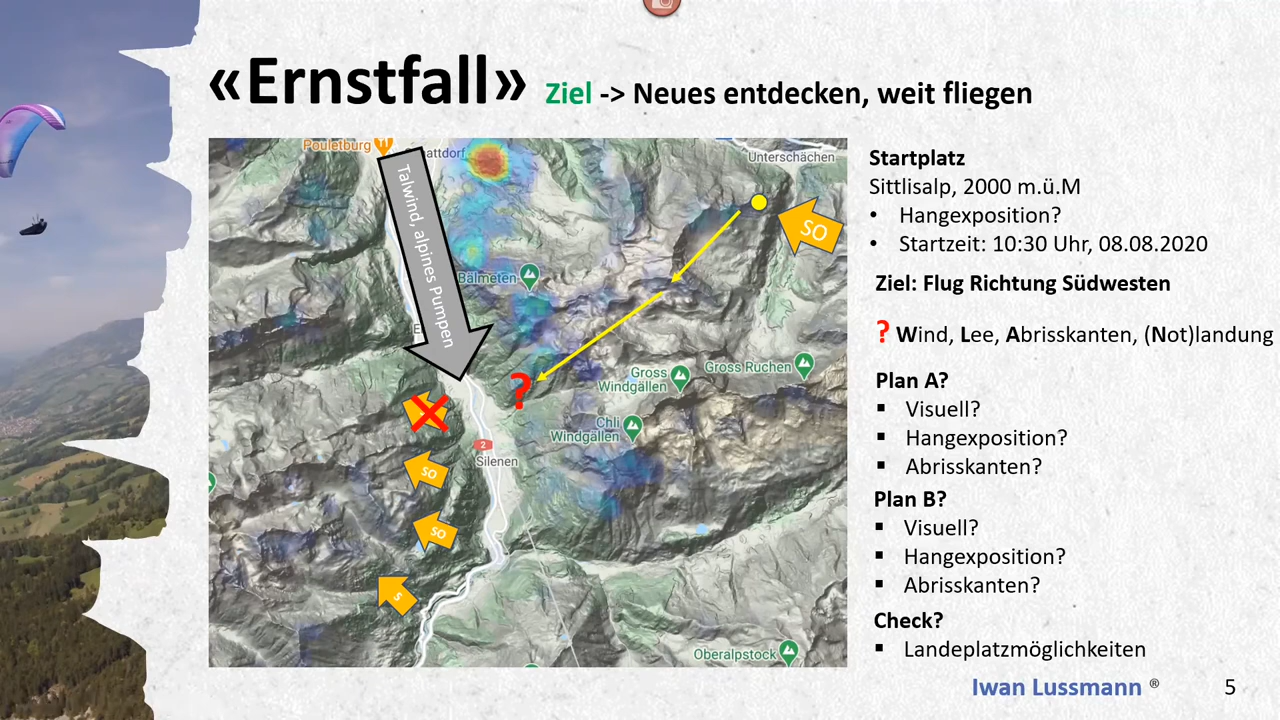 «Ernstfall» Ziel -> Neues entdecken, weit fliegen
Pouletburg
Unterschächen
Talwind, alpines Pumpen
SO
Bälmeten
Gross
Windgällen
Gross Ruchen
?
Chli
Windgällen
2
Silenen
SO
SO
S
Oberalpstock
Startplatz
Sittlisalp, 2000 m.ü.M
• Hangexposition?
• Startzeit: 10:30 Uhr, 08.08.2020
Ziel: Flug Richtung Südwesten
? Wind, Lee, Abrisskanten, (Not)landung
Plan A?
▪ Visuell?
▪ Hangexposition?
▪ Abrisskanten?
Plan B?
▪ Visuell?
▪ Hangexposition?
▪ Abrisskanten?
Check?
▪ Landeplatzmöglichkeiten
Iwan Lussmann ®
5